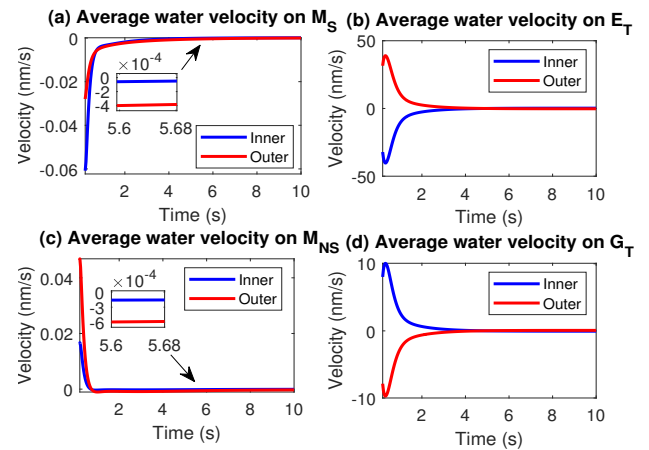 (a) Average water velocity on M_S
Velocity (nm/s)
0
-0.02
-0.04
-0.06
× 10^-4
0
-2
-4
5.6 5.68
Inner
Outer
2 4 6 8 10
Time (s)
(b) Average water velocity on E_T
Velocity (nm/s)
50
0
-50
Inner
Outer
2 4 6 8 10
Time (s)
(c) Average water velocity on M_NS
Velocity (nm/s)
0.04
0.02
0
× 10^-4
0
-3
-6
5.6 5.68
Inner
Outer
2 4 6 8 10
Time (s)
(d) Average water velocity on G_T
Velocity (nm/s)
10
0
-10
Inner
Outer
2 4 6 8 10
Time (s)